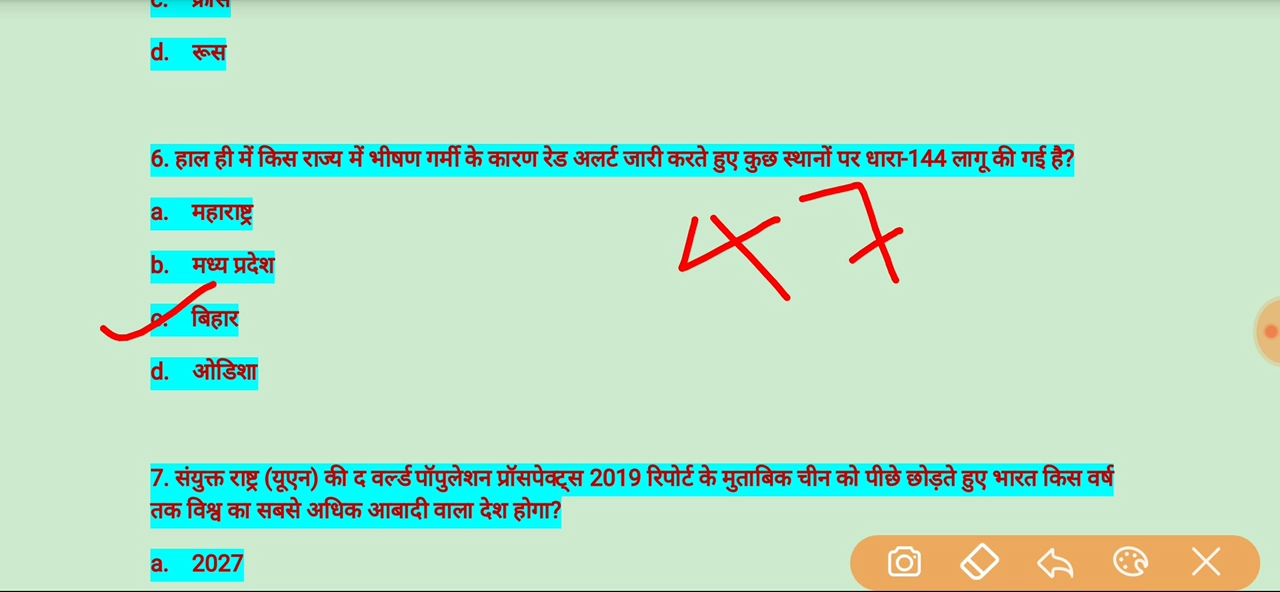 d. रूस
6. हाल ही में किस राज्य में भीषण गर्मी के कारण रेड अलर्ट जारी करते हुए कुछ स्थानों पर धारा-144 लागू की गई है?
a. महाराष्ट्र
47
b. मध्य प्रदेश
c. बिहार
d. ओडिशा
7. संयुक्त राष्ट्र (यूएन) की द वर्ल्ड पॉपुलेशन प्रॉसपेक्ट्स 2019 रिपोर्ट के मुताबिक चीन को पीछे छोड़ते हुए भारत किस वर्ष
तक विश्व का सबसे अधिक आबादी वाला देश होगा?
a. 2027